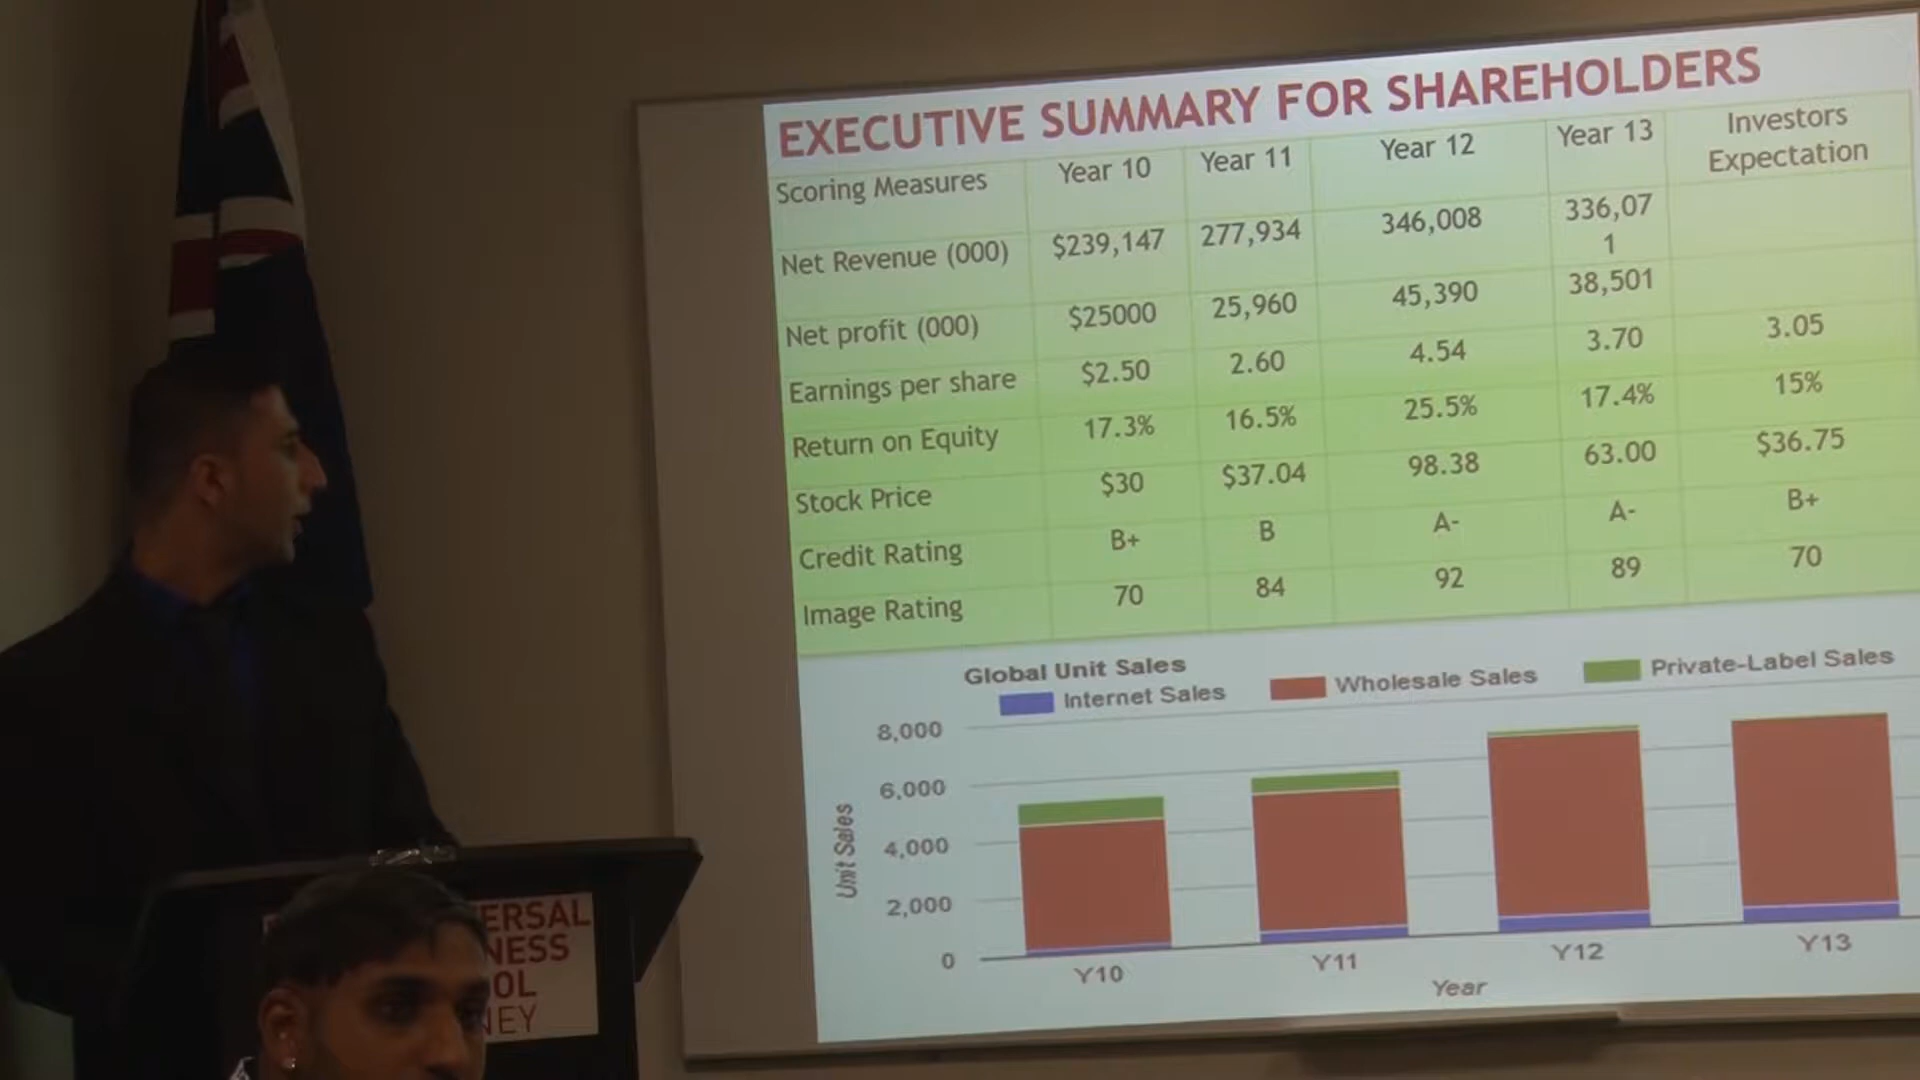 EXECUTIVE SUMMARY FOR SHAREHOLDERS
Scoring Measures Year 10 Year 11 Year 12 Year 13 Investors Expectation
Net Revenue (000) $239,147 277,934 346,008 336,07
1
Net profit (000) $25000 25,960 45,390 38,501
Earnings per share $2.50 2.60 4.54 3.70 3.05
Return on Equity 17.3% 16.5% 25.5% 17.4% 15%
Stock Price $30 $37.04 98.38 63.00 $36.75
Credit Rating B+ B A- A- B+
Image Rating 70 84 92 89 70
Global Unit Sales
Internet Sales Wholesale Sales Private-Label Sales
8,000
6,000
4,000
2,000
0
Unit Sales
Y10 Y11 Y12 Y13
Year
ERSAL
NESS
OL
NEY